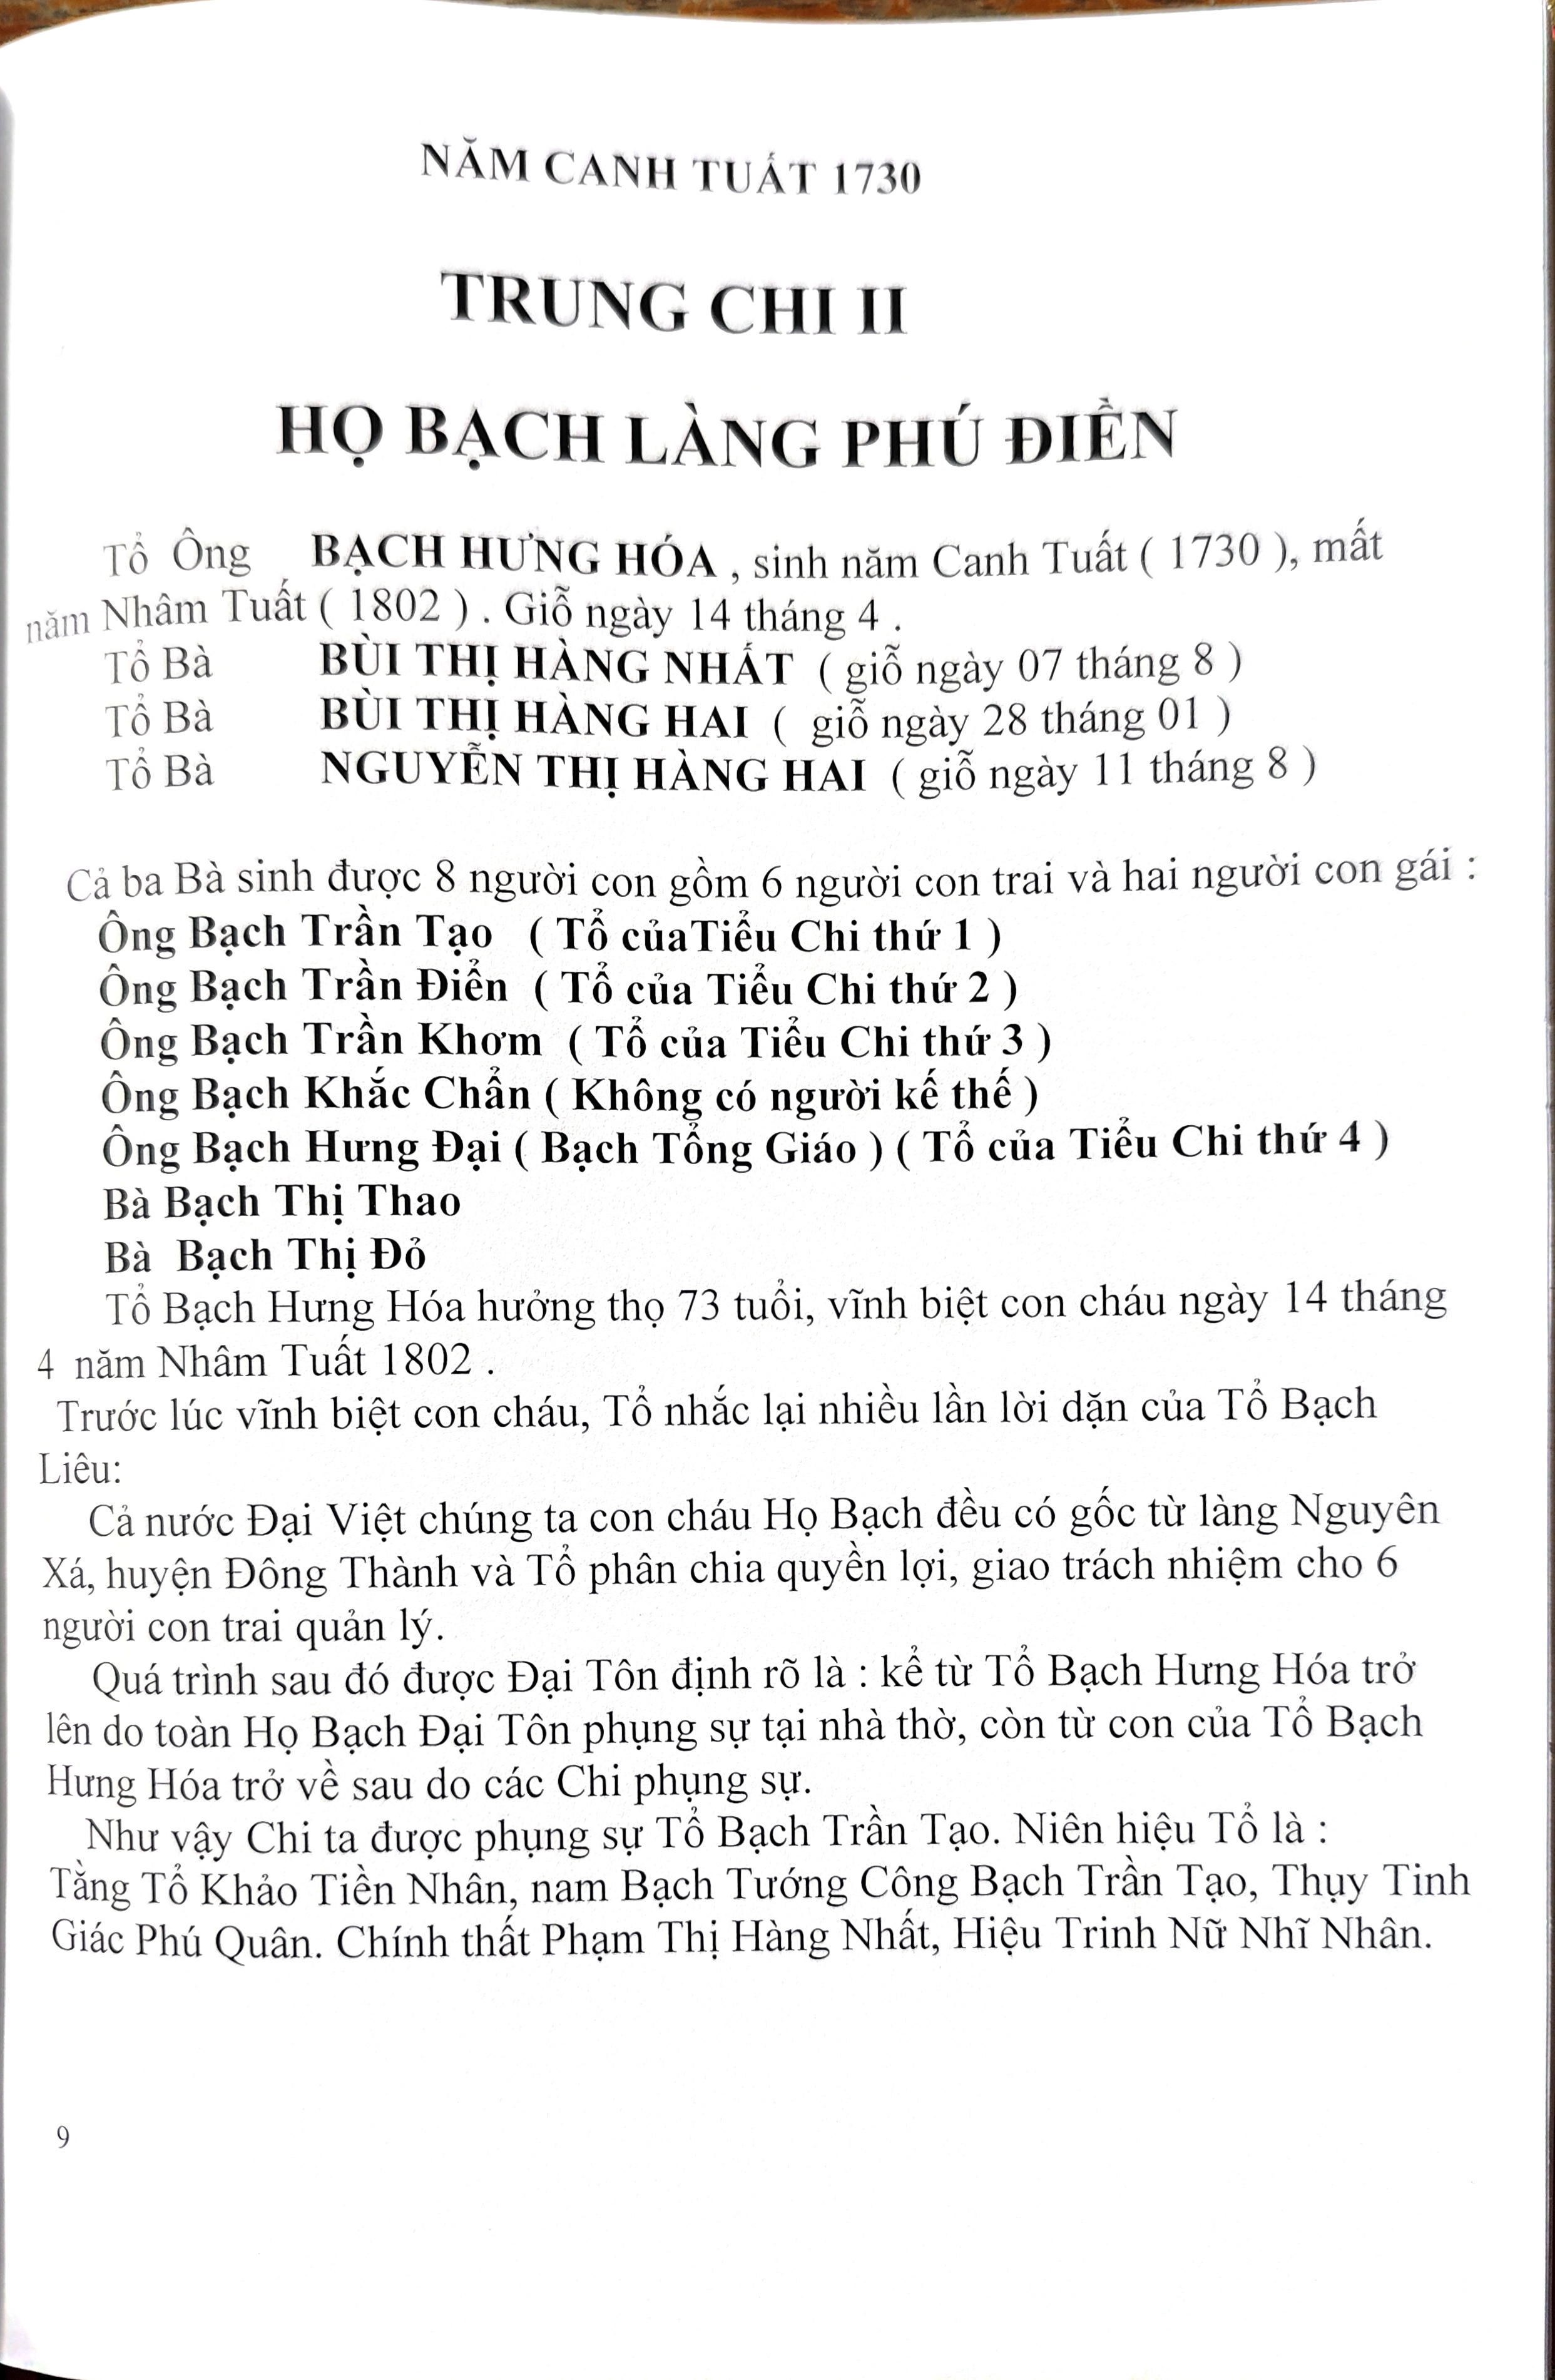 NĂM CANH TUẤT 1730
TRUNG CHI II
HỌ BẠCH LÀNG PHÚ ĐIỀN
Tổ Ông BẠCH HƯNG HÓA , sinh năm Canh Tuất ( 1730 ), mất
năm Nhâm Tuất ( 1802 ) . Giỗ ngày 14 tháng 4 .
Tổ Bà BÙI THỊ HÀNG NHẤT ( giỗ ngày 07 tháng 8 )
Tổ Bà BÙI THỊ HÀNG HAI ( giỗ ngày 28 tháng 01 )
Tổ Bà NGUYỄN THỊ HÀNG HAI ( giỗ ngày 11 tháng 8 )
Cả ba Bà sinh được 8 người con gồm 6 người con trai và hai người con gái :
Ông Bạch Trần Tạo ( Tổ củaTiểu Chi thứ 1 )
Ông Bạch Trần Điển ( Tổ của Tiểu Chi thứ 2 )
Ông Bạch Trần Khơm ( Tổ của Tiểu Chi thứ 3 )
Ông Bạch Khắc Chẩn ( Không có người kế thế )
Ông Bạch Hưng Đại ( Bạch Tổng Giáo ) ( Tổ của Tiểu Chi thứ 4 )
Bà Bạch Thị Thao
Bà Bạch Thị Đỏ
Tổ Bạch Hưng Hóa hưởng thọ 73 tuổi, vĩnh biệt con cháu ngày 14 tháng
4 năm Nhâm Tuất 1802 .
Trước lúc vĩnh biệt con cháu, Tổ nhắc lại nhiều lần lời dặn của Tổ Bạch
Liêu:
Cả nước Đại Việt chúng ta con cháu Họ Bạch đều có gốc từ làng Nguyên
Xá, huyện Đông Thành và Tổ phân chia quyền lợi, giao trách nhiệm cho 6
người con trai quản lý.
Quá trình sau đó được Đại Tôn định rõ là : kể từ Tổ Bạch Hưng Hóa trở
lên do toàn Họ Bạch Đại Tôn phụng sự tại nhà thờ, còn từ con của Tổ Bạch
Hưng Hóa trở về sau do các Chi phụng sự.
Như vậy Chi ta được phụng sự Tổ Bạch Trần Tạo. Niên hiệu Tổ là :
Tằng Tổ Khảo Tiền Nhân, nam Bạch Tướng Công Bạch Trần Tạo, Thụy Tinh
Giác Phú Quân. Chính thất Phạm Thị Hàng Nhất, Hiệu Trinh Nữ Nhĩ Nhân.
9